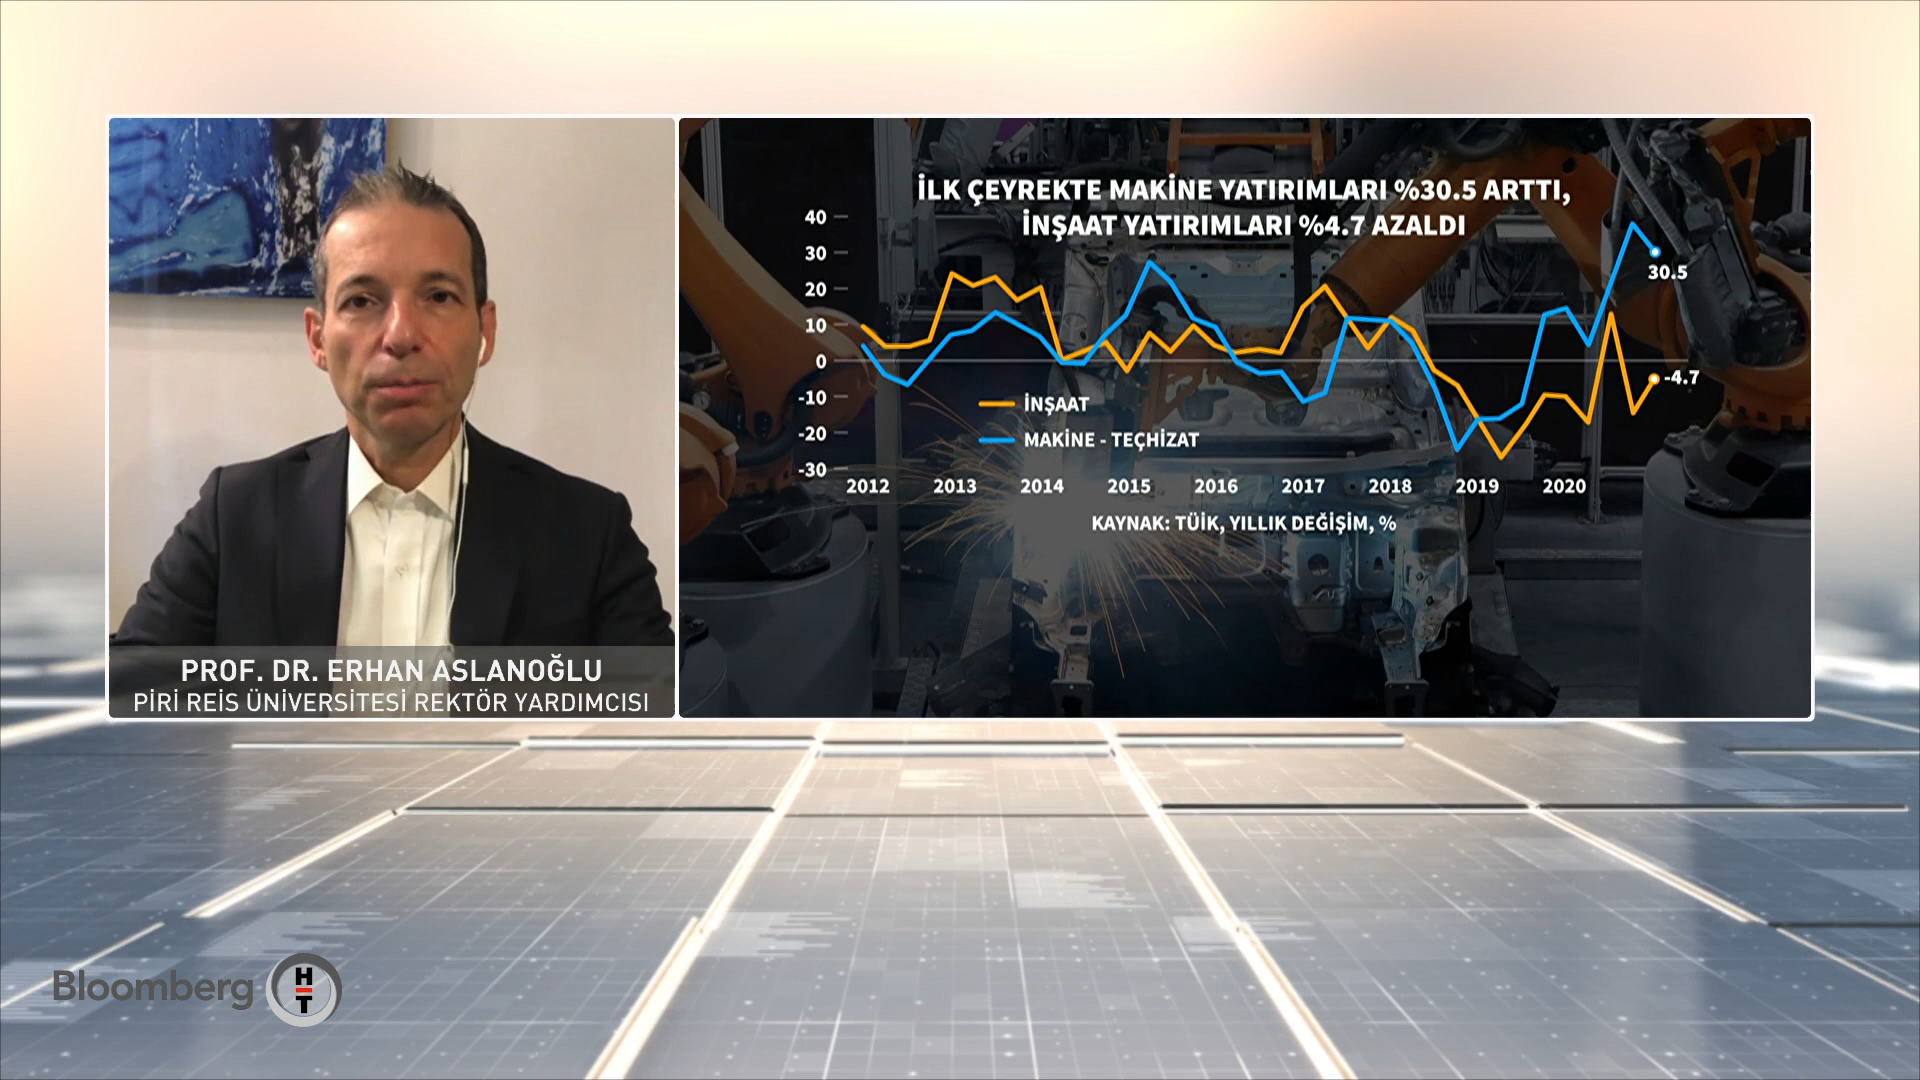 İLK ÇEYREKTE MAKİNE YATIRIMLARI %30.5 ARTTI,
İNŞAAT YATIRIMLARI %4.7 AZALDI
40
30
20
10
0
-10
-20
-30
30.5
-4.7
İNŞAAT
MAKİNE - TEÇHİZAT
2012 2013 2014 2015 2016 2017 2018 2019 2020
KAYNAK: TÜİK, YILLIK DEĞİŞİM, %
PROF. DR. ERHAN ASLANOĞLU
PİRİ REİS ÜNİVERSİTESİ REKTÖR YARDIMCISI
Bloomberg HT